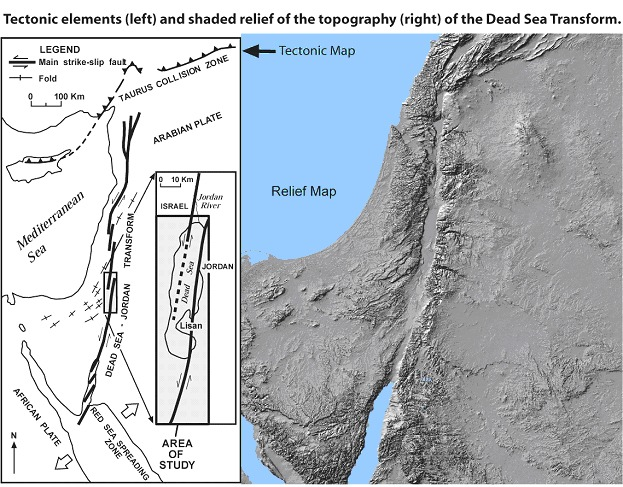 Tectonic elements (left) and shaded relief of the topography (right) of the Dead Sea Transform.
LEGEND
Main strike-slip fault
Fold
0 100 Km
TAURUS COLLISION ZONE
Tectonic Map
ARABIAN PLATE
Mediterranean
Sea
DEAD SEA - JORDAN TRANSFORM
0 10 Km
Jordan
River
ISRAEL
JORDAN
Dead Sea
Lisan
Relief Map
AFRICAN PLATE
RED SEA SPREADING
ZONE
N
AREA
OF
STUDY